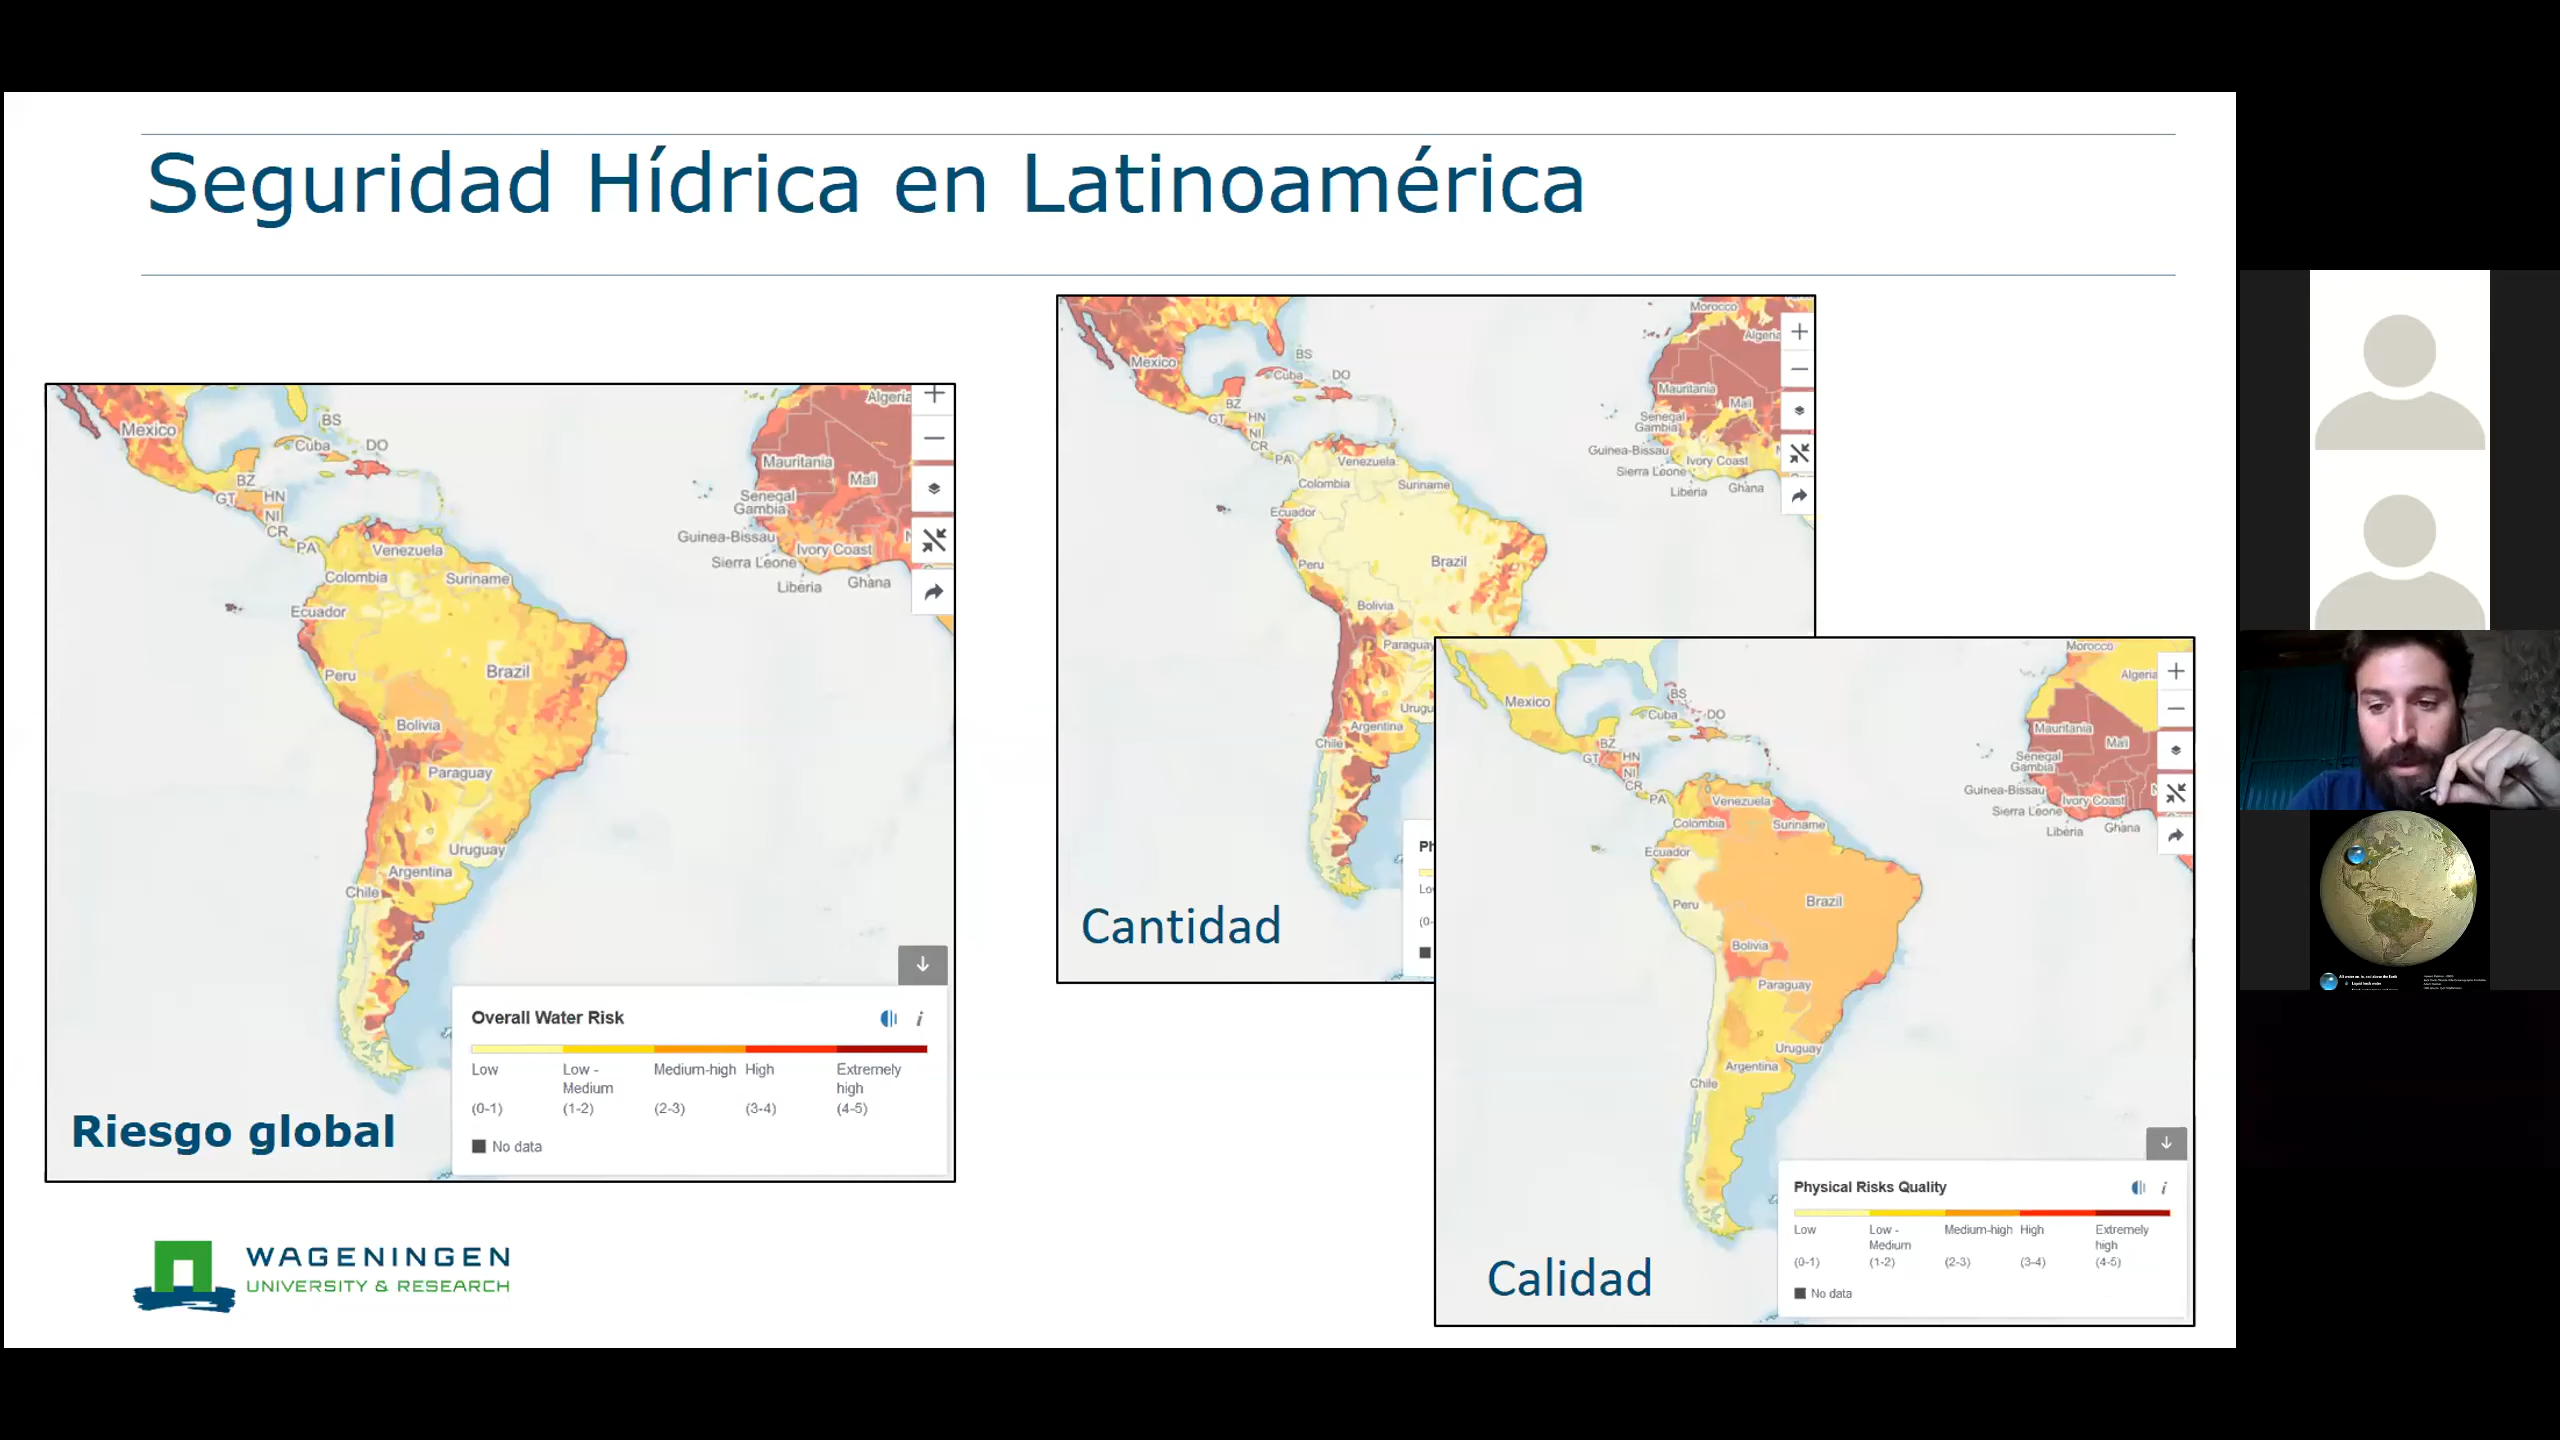 Seguridad Hídrica en Latinoamérica
Mexico
BS
Cuba
DO
BZ
GT
HN
NI
CR
PA
Venezuela
Colombia
Suriname
Ecuador
Peru
Brazil
Bolivia
Paraguay
Uruguay
Argentina
Chile
Algeria
Mauritania
Mali
Senegal
Gambia
Guinea-Bissau
Ivory Coast
Sierra Leone
Liberia
Ghana
Overall Water Risk
Low Low - Medium-high High Extremely
Medium high
(0-1) (1-2) (2-3) (3-4) (4-5)
No data
Riesgo global
WAGENINGEN
UNIVERSITY & RESEARCH
Morocco
Algeria
Mexico
BS
Cuba
DO
BZ
GT
HN
NI
CR
PA
Venezuela
Colombia
Suriname
Ecuador
Peru
Brazil
Bolivia
Paraguay
Urugu
Argentina
Chile
Mauritania
Mali
Senegal
Gambia
Guinea-Bissau
Ivory Coast
Sierra Leone
Liberia
Ghana
Ph
Lo
(0-
Cantidad
Morocco
Algeria
Mexico
BS
Cuba
DO
BZ
GT
HN
NI
CR
PA
Venezuela
Colombia
Suriname
Ecuador
Peru
Brazil
Bolivia
Paraguay
Uruguay
Argentina
Chile
Mauritania
Mali
Senegal
Gambia
Guinea-Bissau
Ivory Coast
Sierra Leone
Liberia
Ghana
Physical Risks Quality
Low Low - Medium-high High Extremely
Medium high
(0-1) (1-2) (2-3) (3-4) (4-5)
No data
Calidad